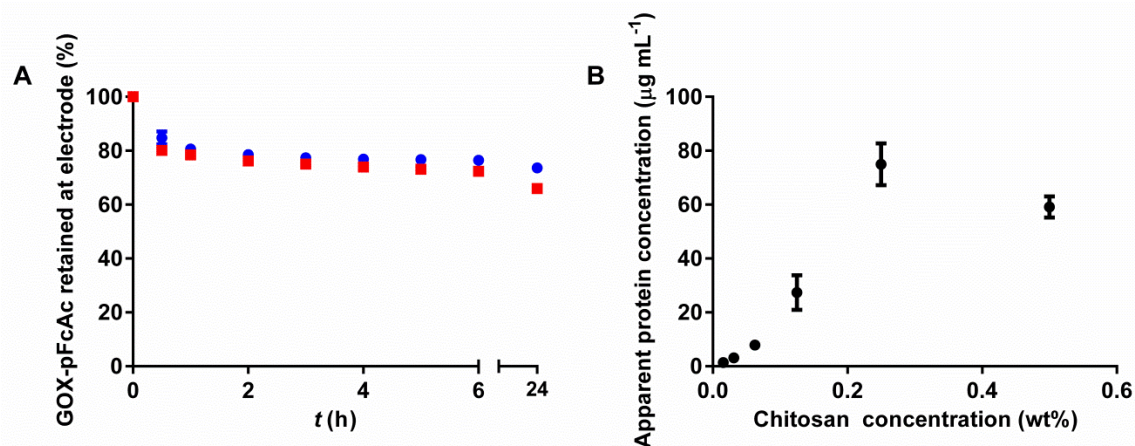 A
GOX-pFcAc retained at electrode (%)
100
80
60
40
20
0
0 2 4 6 24
t (h)
B
Apparent protein concentration (μg mL-1)
100
80
60
40
20
0
0.0 0.2 0.4 0.6
Chitosan concentration (wt%)